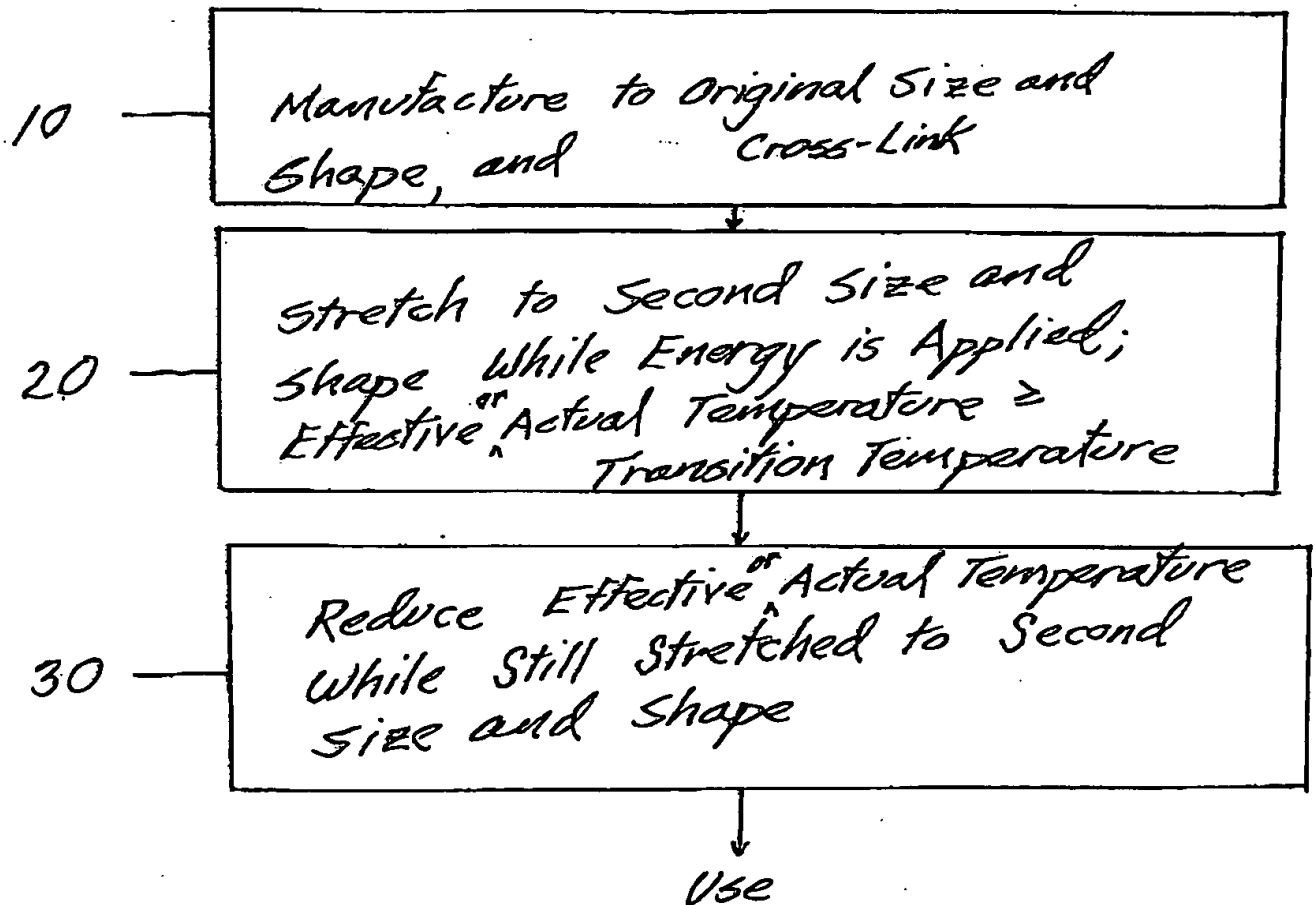 10
Manufacture to Original Size and
Shape, and Cross-Link
20
Stretch to Second Size and
Shape While Energy is Applied;
Effective or Actual Temperature ≥
Transition Temperature
30
Reduce Effective or Actual Temperature
While Still Stretched to Second
Size and Shape
Use